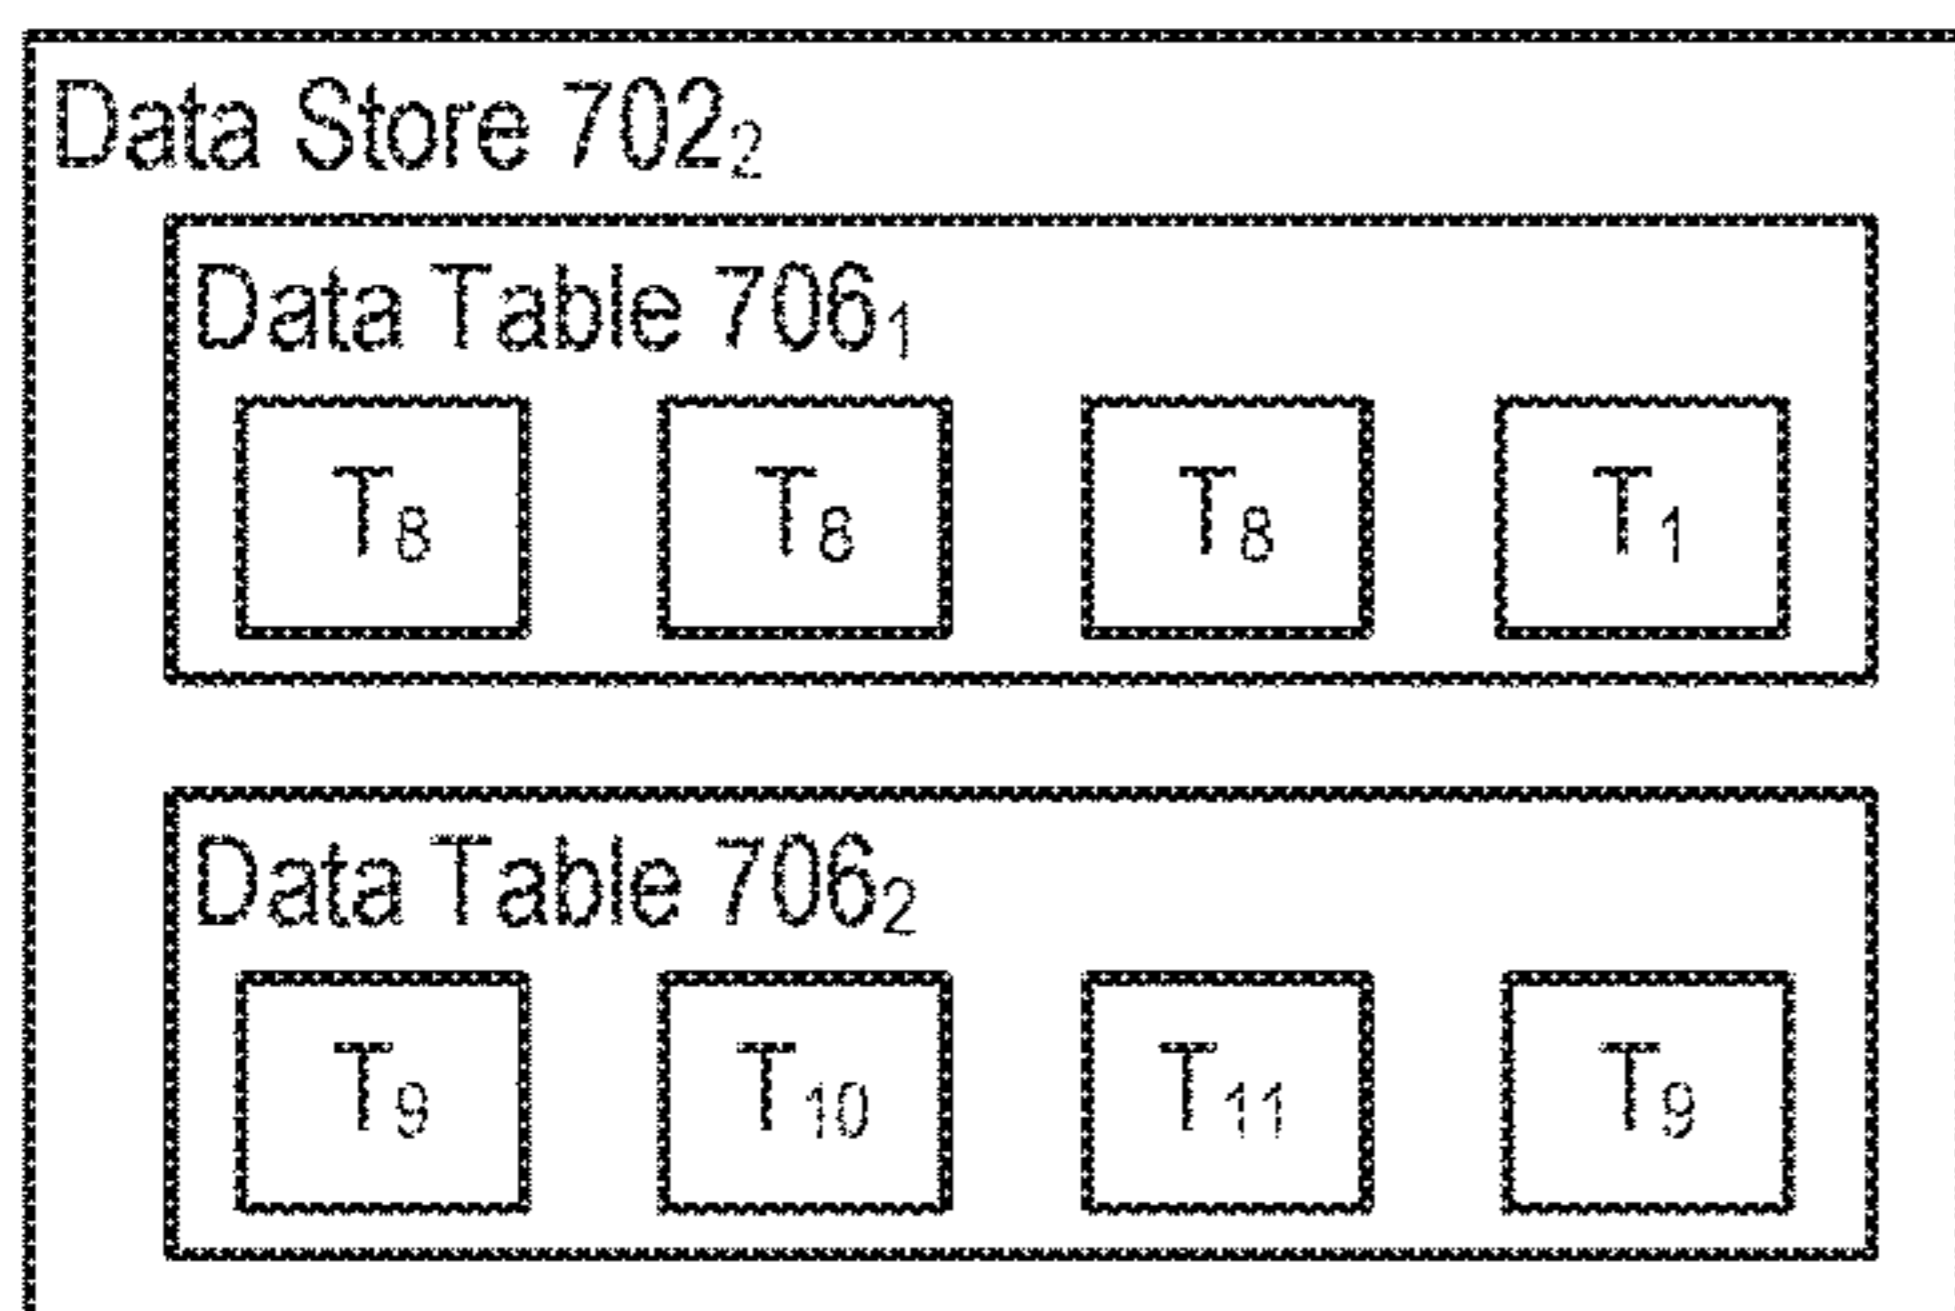 Data Store 702₂
Data Table 706₁
T₈ T₈ T₈ T₁
Data Table 706₂
T₉ T₁₀ T₁₁ T₉